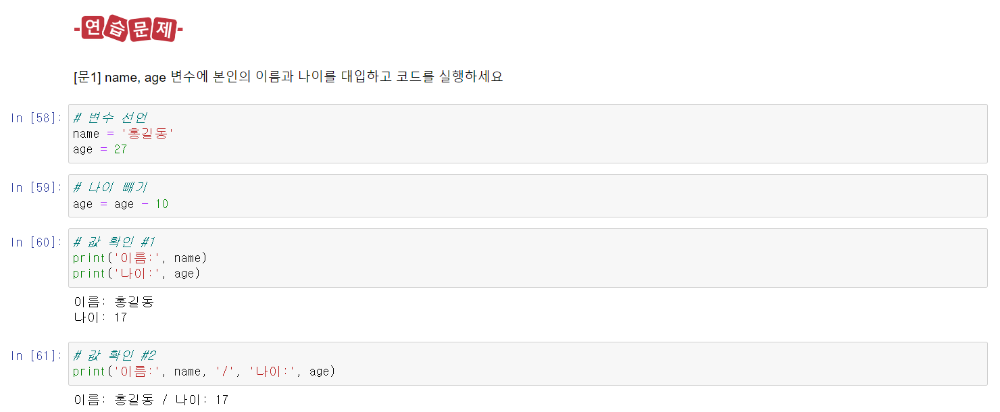 -연습문제-
[문1] name, age 변수에 본인의 이름과 나이를 대입하고 코드를 실행하세요
In [58]: # 변수 선언
name = '홍길동'
age = 27
In [59]: # 나이 빼기
age = age - 10
In [60]: # 값 확인 #1
print('이름:', name)
print('나이:', age)
이름: 홍길동
나이: 17
In [61]: # 값 확인 #2
print('이름:', name, '/', '나이:', age)
이름: 홍길동 / 나이: 17